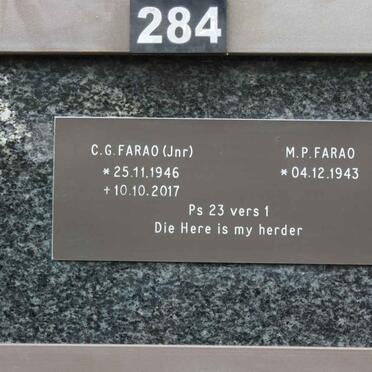 284
C.G.FARAO (Jnr) M.P.FARAO
* 25.11.1946 * 04.12.1943
+ 10.10.2017
Ps 23 vers 1
Die Here is my herder